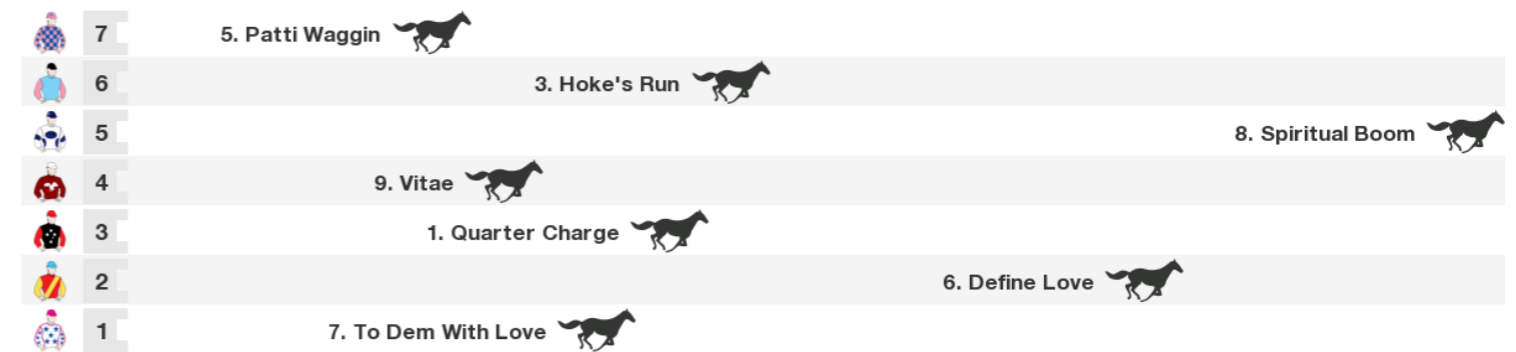 7 5. Patti Waggin
6 3. Hoke's Run
5 8. Spiritual Boom
4 9. Vitae
3 1. Quarter Charge
2 6. Define Love
1 7. To Dem With Love